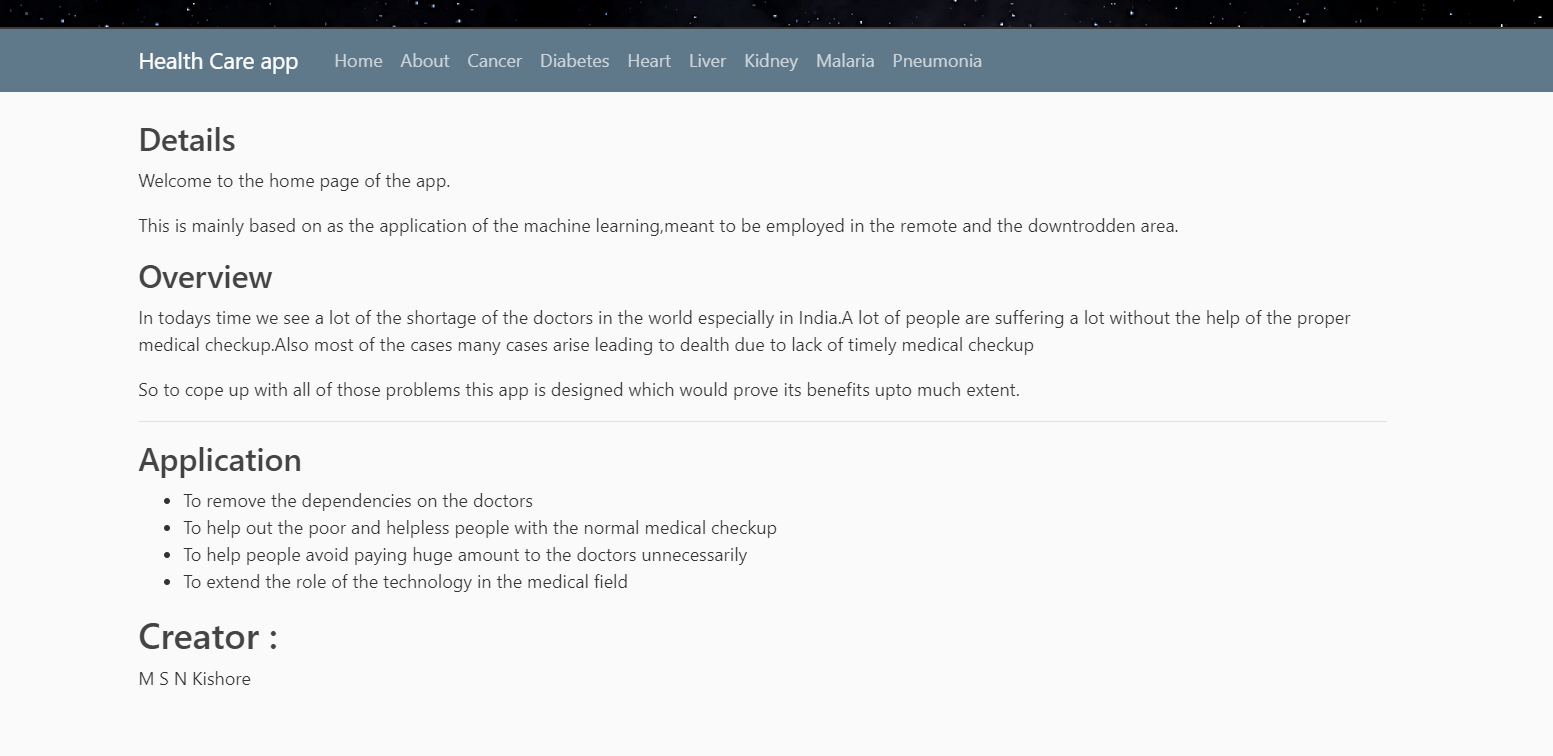 Health Care app Home About Cancer Diabetes Heart Liver Kidney Malaria Pneumonia
Details
Welcome to the home page of the app.
This is mainly based on as the application of the machine learning,meant to be employed in the remote and the downtrodden area.
Overview
In todays time we see a lot of the shortage of the doctors in the world especially in India.A lot of people are suffering a lot without the help of the proper
medical checkup.Also most of the cases many cases arise leading to dealth due to lack of timely medical checkup
So to cope up with all of those problems this app is designed which would prove its benefits upto much extent.
Application
• To remove the dependencies on the doctors
• To help out the poor and helpless people with the normal medical checkup
• To help people avoid paying huge amount to the doctors unnecessarily
• To extend the role of the technology in the medical field
Creator :
M S N Kishore